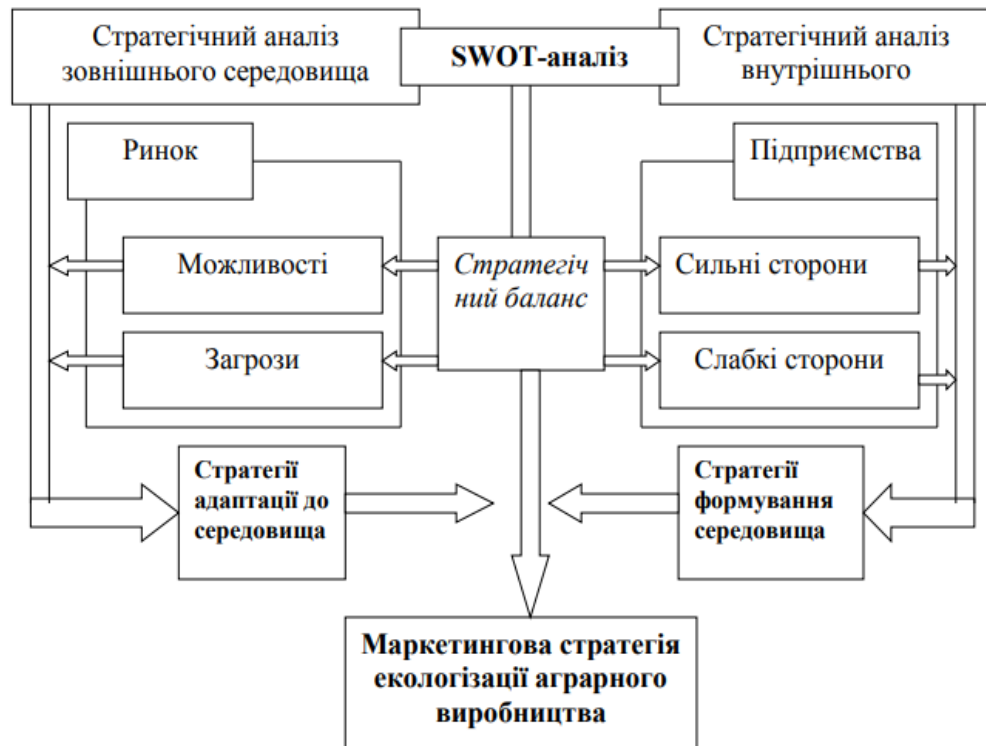 Стратегічний аналіз
зовнішнього середовища
SWOT-аналіз
Стратегічний аналіз
внутрішнього
Ринок
Підприємства
Можливості
Стратегіч
ний баланс
Сильні сторони
Загрози
Слабкі сторони
Стратегії
адаптації до
середовища
Стратегії
формування
середовища
Маркетингова стратегія
екологізації аграрного
виробництва